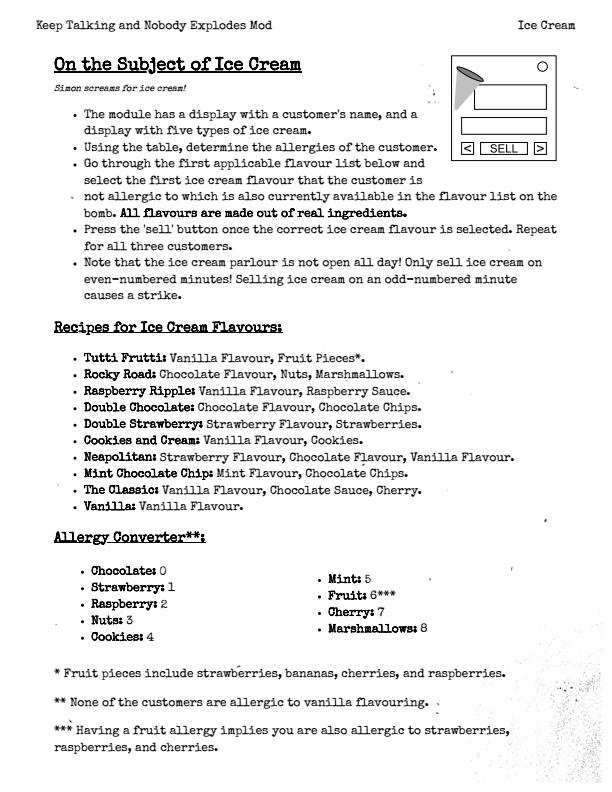 Keep Talking and Nobody Explodes Mod
Ice Cream
On the Subject of Ice Cream
Simon screams for ice cream!
< SELL >
• The module has a display with a customer's name, and a
display with five types of ice cream.
• Using the table, determine the allergies of the customer.
• Go through the first applicable flavour list below and
select the first ice cream flavour that the customer is
not allergic to which is also currently available in the flavour list on the
bomb. All flavours are made out of real ingredients.
• Press the 'sell' button once the correct ice cream flavour is selected. Repeat
for all three customers.
• Note that the ice cream parlour is not open all day! Only sell ice cream on
even-numbered minutes! Selling ice cream on an odd-numbered minute
causes a strike.
Recipes for Ice Cream Flavours:
• Tutti Frutti: Vanilla Flavour, Fruit Pieces*.
• Rocky Road: Chocolate Flavour, Nuts, Marshmallows.
• Raspberry Ripple: Vanilla Flavour, Raspberry Sauce.
• Double Chocolate: Chocolate Flavour, Chocolate Chips.
• Double Strawberry: Strawberry Flavour, Strawberries.
• Cookies and Cream: Vanilla Flavour, Cookies.
• Neapolitan: Strawberry Flavour, Chocolate Flavour, Vanilla Flavour.
• Mint Chocolate Chip: Mint Flavour, Chocolate Chips.
• The Classic: Vanilla Flavour, Chocolate Sauce, Cherry.
• Vanilla: Vanilla Flavour.
Allergy Converter**:
• Chocolate: 0
• Strawberry: 1
• Raspberry: 2
• Nuts: 3
• Cookies: 4
• Mint: 5
• Fruit: 6***
• Cherry: 7
• Marshmallows: 8
* Fruit pieces include strawberries, bananas, cherries, and raspberries.
** None of the customers are allergic to vanilla flavouring.
*** Having a fruit allergy implies you are also allergic to strawberries,
raspberries, and cherries.